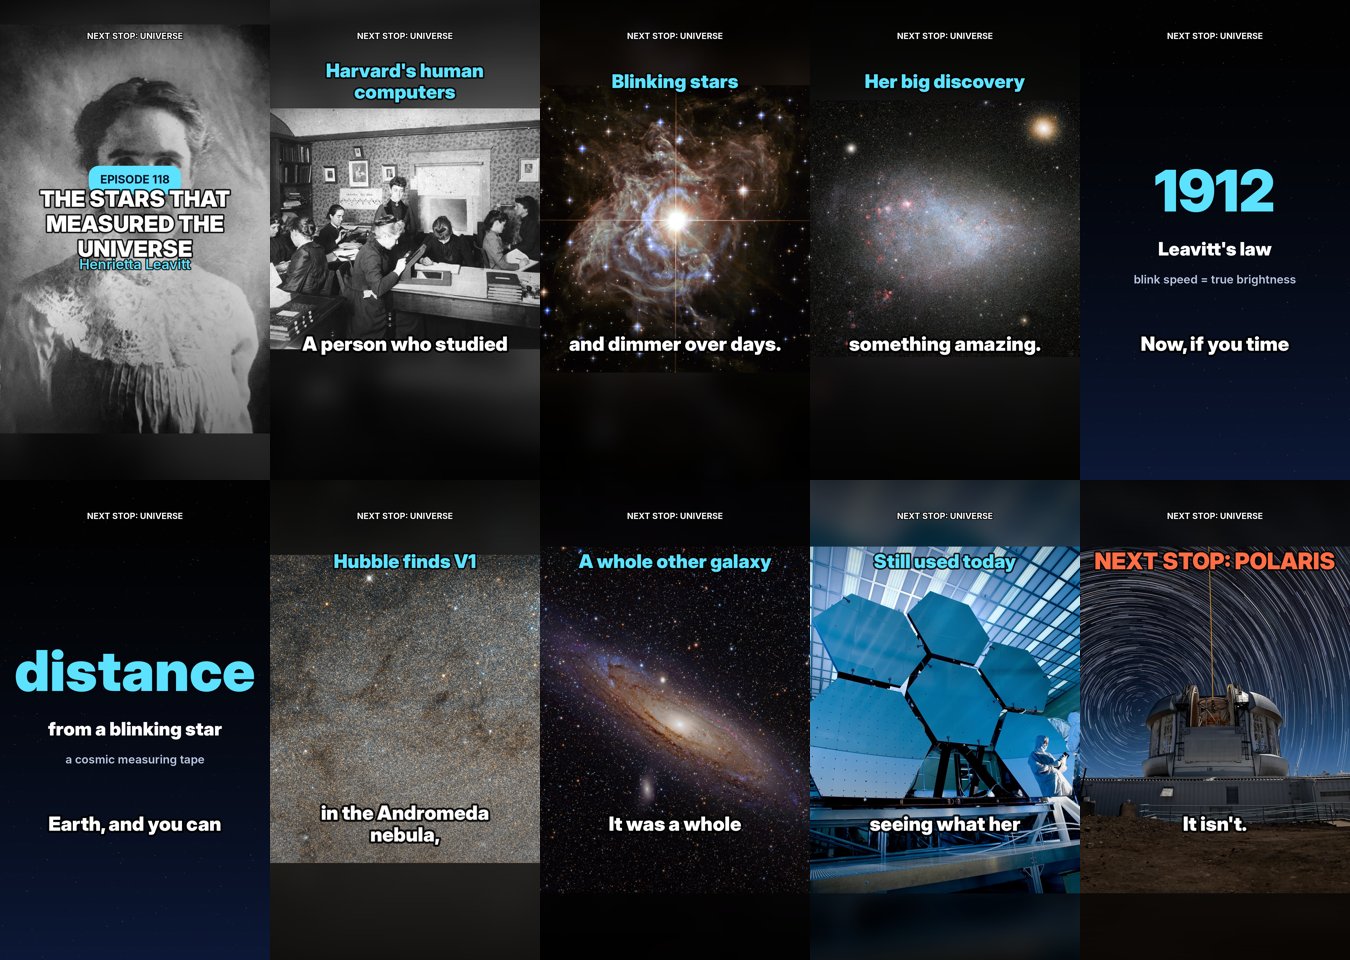 NEXT STOP: UNIVERSE
EPISODE 118
THE STARS THAT
MEASURED THE
UNIVERSE
Henrietta Leavitt
NEXT STOP: UNIVERSE
Harvard's human
computers
A person who studied
NEXT STOP: UNIVERSE
Blinking stars
and dimmer over days.
NEXT STOP: UNIVERSE
Her big discovery
something amazing.
NEXT STOP: UNIVERSE
1912
Leavitt's law
blink speed = true brightness
Now, if you time
NEXT STOP: UNIVERSE
distance
from a blinking star
a cosmic measuring tape
Earth, and you can
NEXT STOP: UNIVERSE
Hubble finds V1
in the Andromeda
nebula,
NEXT STOP: UNIVERSE
A whole other galaxy
It was a whole
NEXT STOP: UNIVERSE
Still used today
seeing what her
NEXT STOP: UNIVERSE
NEXT STOP: POLARIS
It isn't.